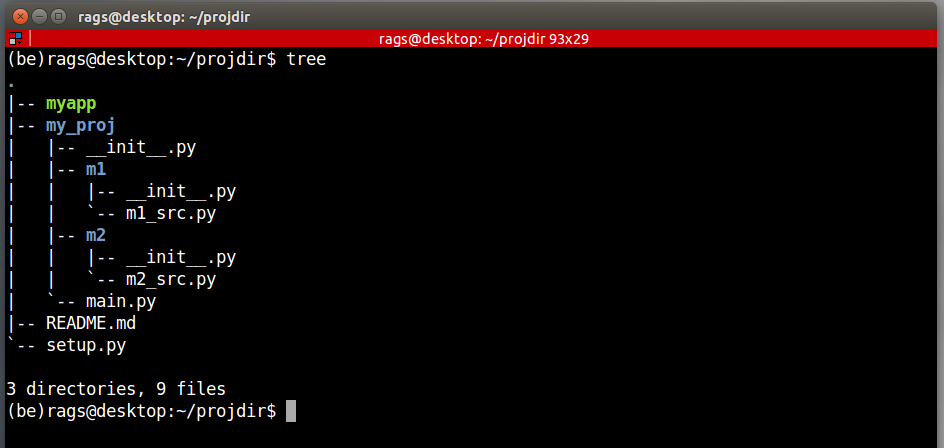 rags@desktop: ~/projdir
rags@desktop: ~/projdir 93x29
(be)rags@desktop:~/projdir$ tree
.
|-- myapp
|-- my_proj
|   |-- __init__.py
|   |-- m1
|   |   |-- __init__.py
|   |   `-- m1_src.py
|   |-- m2
|   |   |-- __init__.py
|   |   `-- m2_src.py
|   `-- main.py
|-- README.md
`-- setup.py
3 directories, 9 files
(be)rags@desktop:~/projdir$